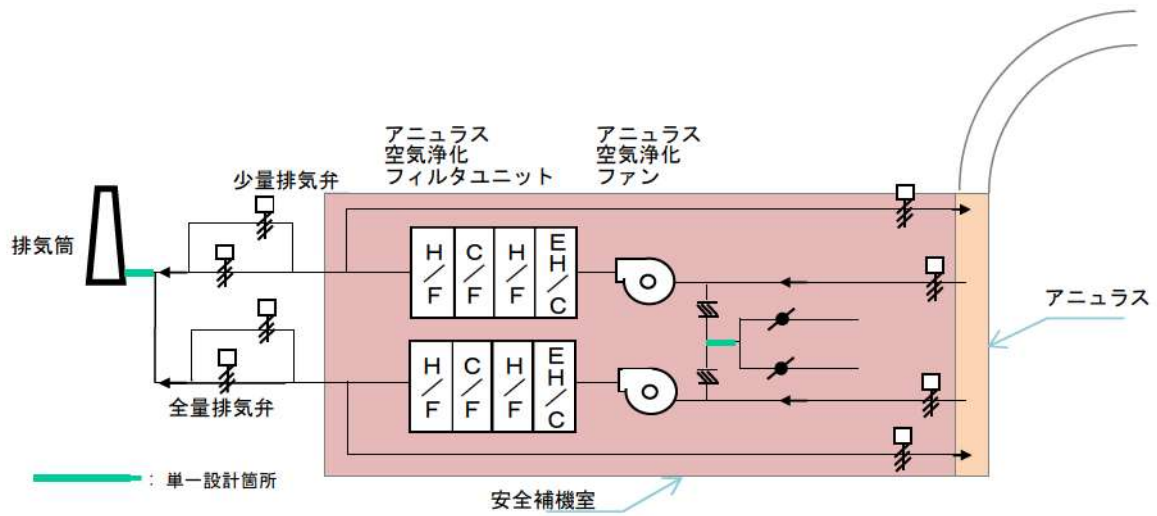 アニュラス
空気浄化
フィルタユニット
アニュラス
空気浄化
ファン
少量排気弁
排気筒
H/F
C/F
H/F
EH/C
アニュラス
H/F
C/F
H/F
EH/C
全量排気弁
: 単一設計箇所
安全補機室